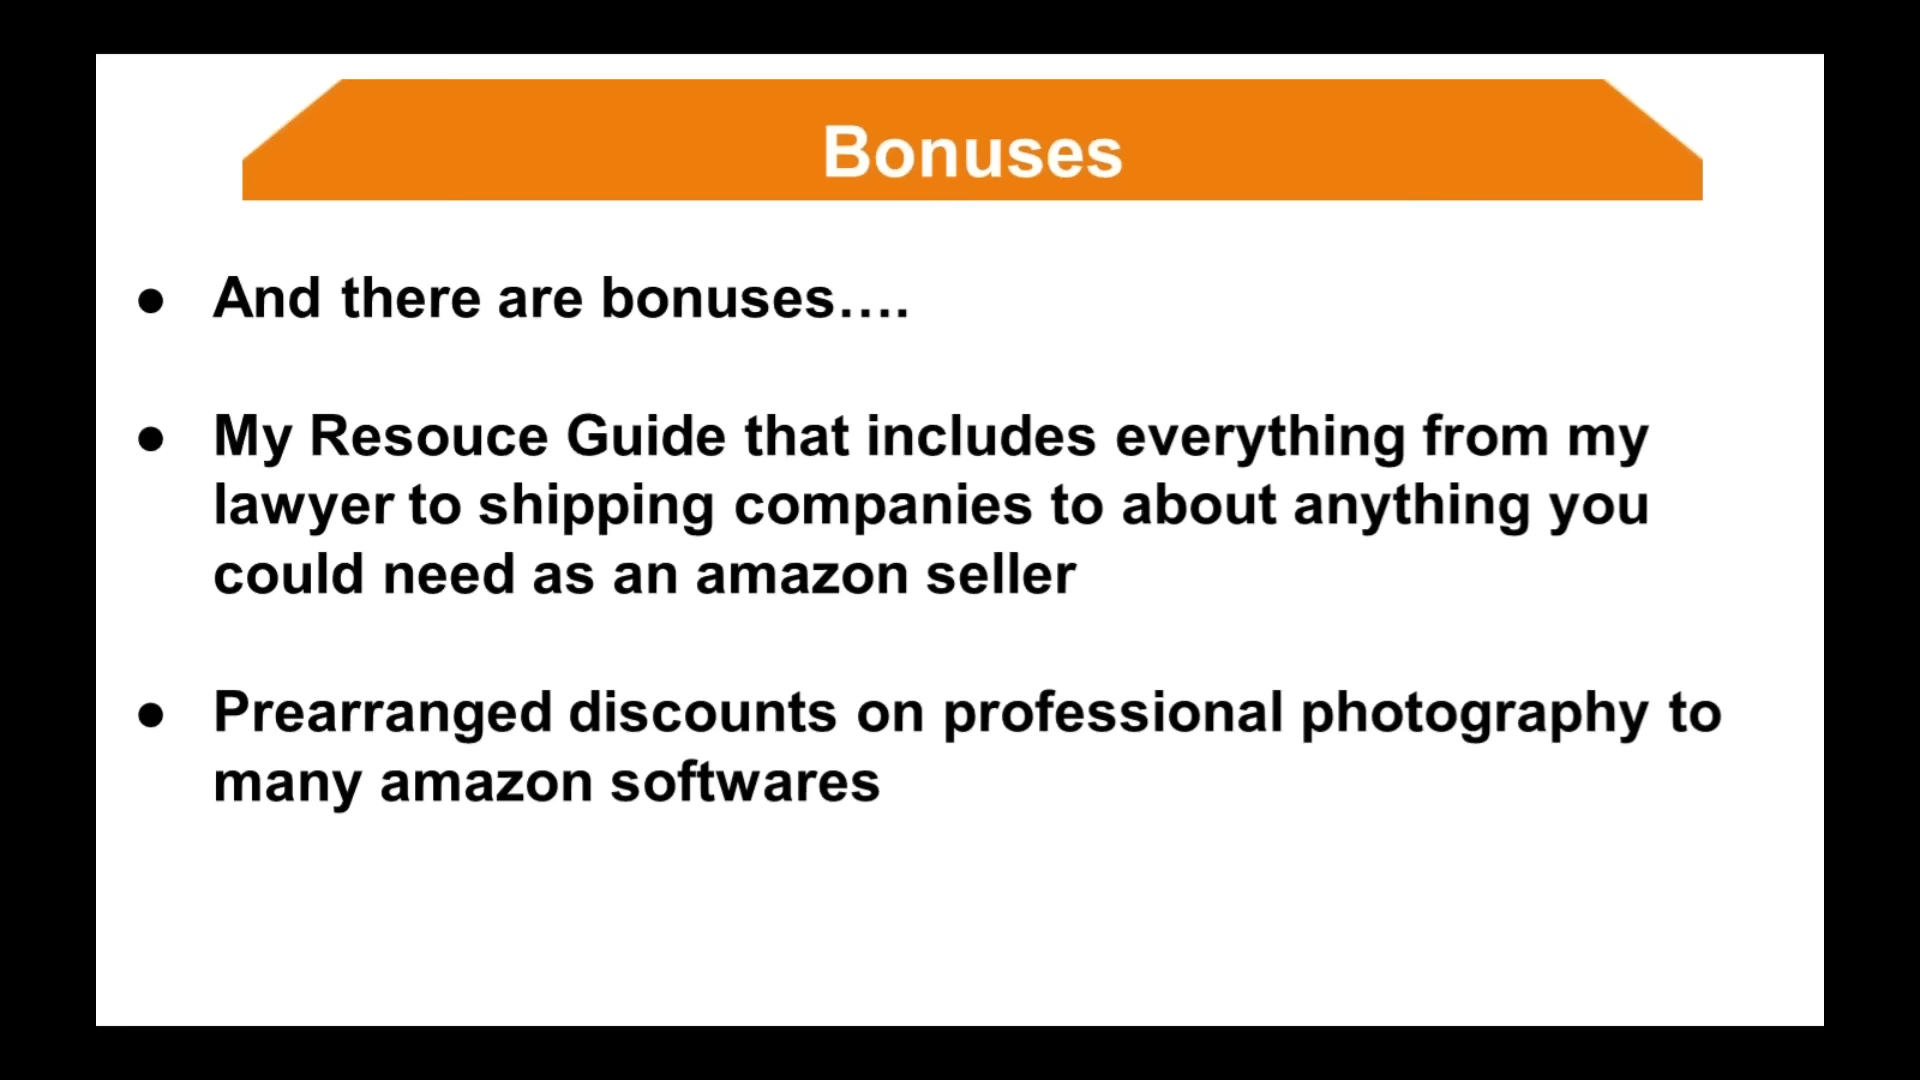 Bonuses
● And there are bonuses….
● My Resouce Guide that includes everything from my
lawyer to shipping companies to about anything you
could need as an amazon seller
● Prearranged discounts on professional photography to
many amazon softwares